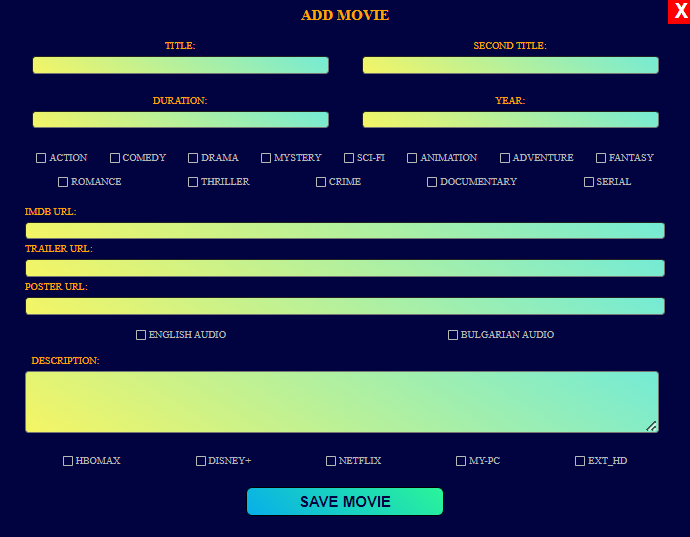 ADD MOVIE
X
TITLE: SECOND TITLE:
DURATION: YEAR:
ACTION COMEDY DRAMA MYSTERY SCI-FI ANIMATION ADVENTURE FANTASY
ROMANCE THRILLER CRIME DOCUMENTARY SERIAL
IMDB URL:
TRAILER URL:
POSTER URL:
ENGLISH AUDIO BULGARIAN AUDIO
DESCRIPTION:
HBOMAX DISNEY+ NETFLIX MY-PC EXT_HD
SAVE MOVIE